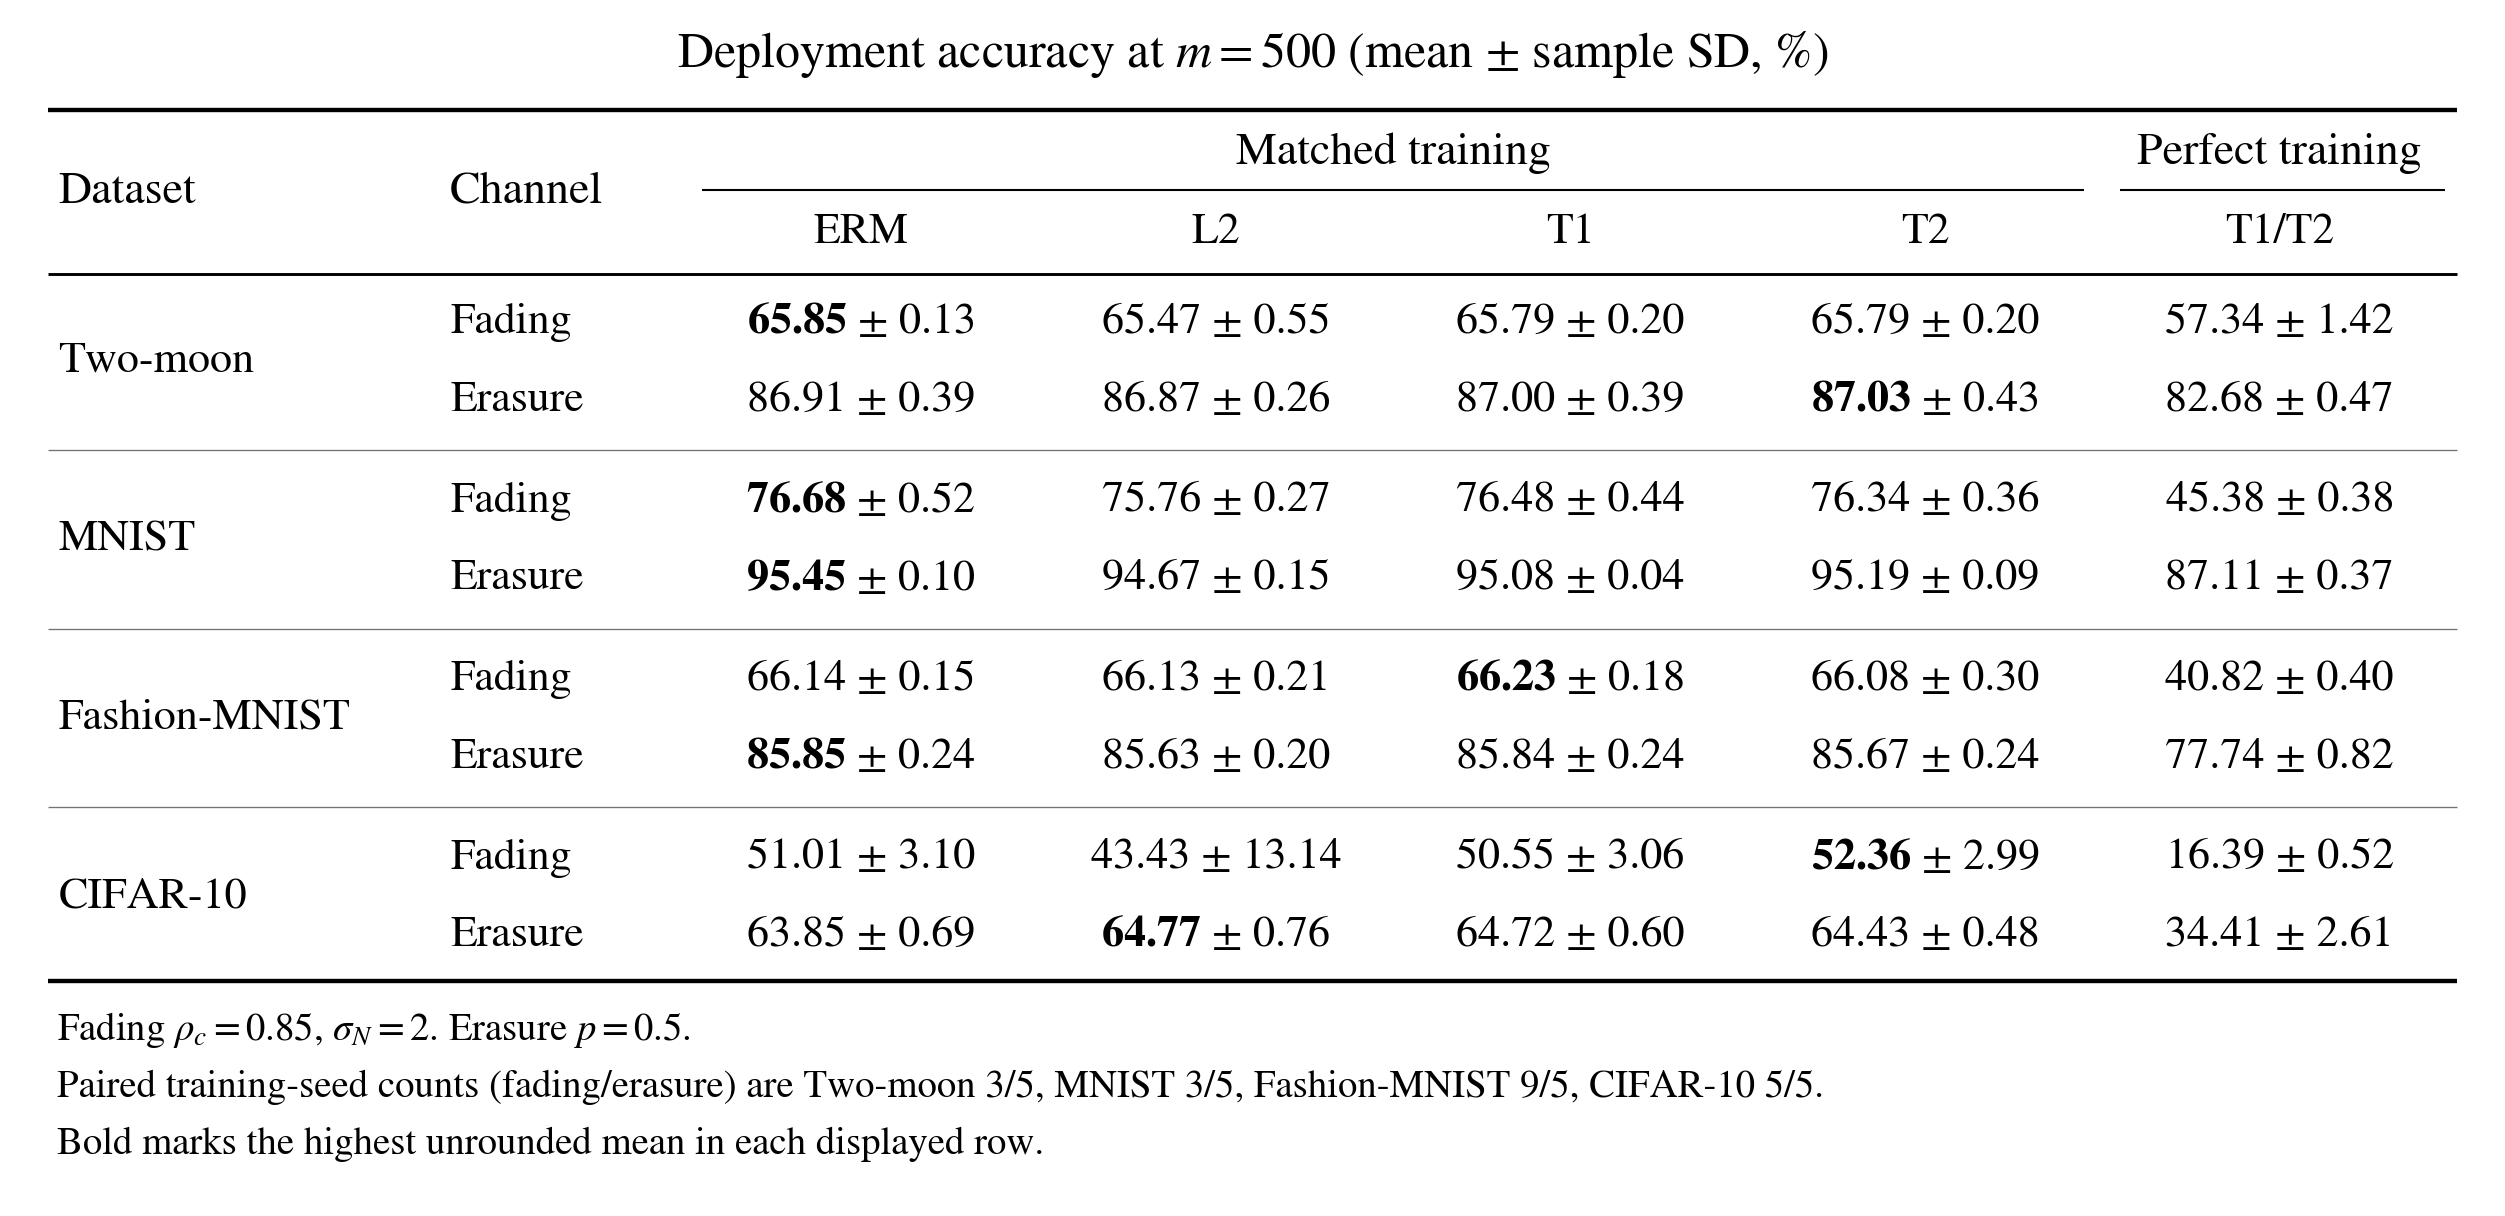 Deployment accuracy at m = 500 (mean ± sample SD, %)
Dataset Channel Matched training Perfect training
ERM L2 T1 T2 T1/T2
Two-moon
Fading 65.85 ± 0.13 65.47 ± 0.55 65.79 ± 0.20 65.79 ± 0.20 57.34 ± 1.42
Erasure 86.91 ± 0.39 86.87 ± 0.26 87.00 ± 0.39 87.03 ± 0.43 82.68 ± 0.47
MNIST
Fading 76.68 ± 0.52 75.76 ± 0.27 76.48 ± 0.44 76.34 ± 0.36 45.38 ± 0.38
Erasure 95.45 ± 0.10 94.67 ± 0.15 95.08 ± 0.04 95.19 ± 0.09 87.11 ± 0.37
Fashion-MNIST
Fading 66.14 ± 0.15 66.13 ± 0.21 66.23 ± 0.18 66.08 ± 0.30 40.82 ± 0.40
Erasure 85.85 ± 0.24 85.63 ± 0.20 85.84 ± 0.24 85.67 ± 0.24 77.74 ± 0.82
CIFAR-10
Fading 51.01 ± 3.10 43.43 ± 13.14 50.55 ± 3.06 52.36 ± 2.99 16.39 ± 0.52
Erasure 63.85 ± 0.69 64.77 ± 0.76 64.72 ± 0.60 64.43 ± 0.48 34.41 ± 2.61
Fading ρc = 0.85, σN = 2. Erasure p = 0.5.
Paired training-seed counts (fading/erasure) are Two-moon 3/5, MNIST 3/5, Fashion-MNIST 9/5, CIFAR-10 5/5.
Bold marks the highest unrounded mean in each displayed row.